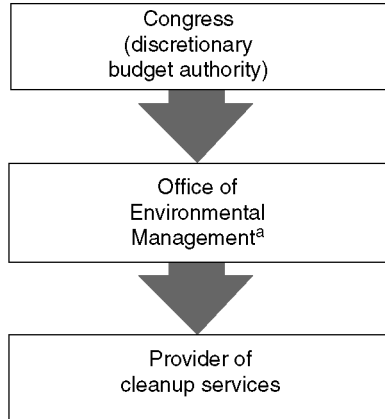 Congress
(discretionary
budget authority)
Office of
Environmental
Managementᵃ
Provider of
cleanup services